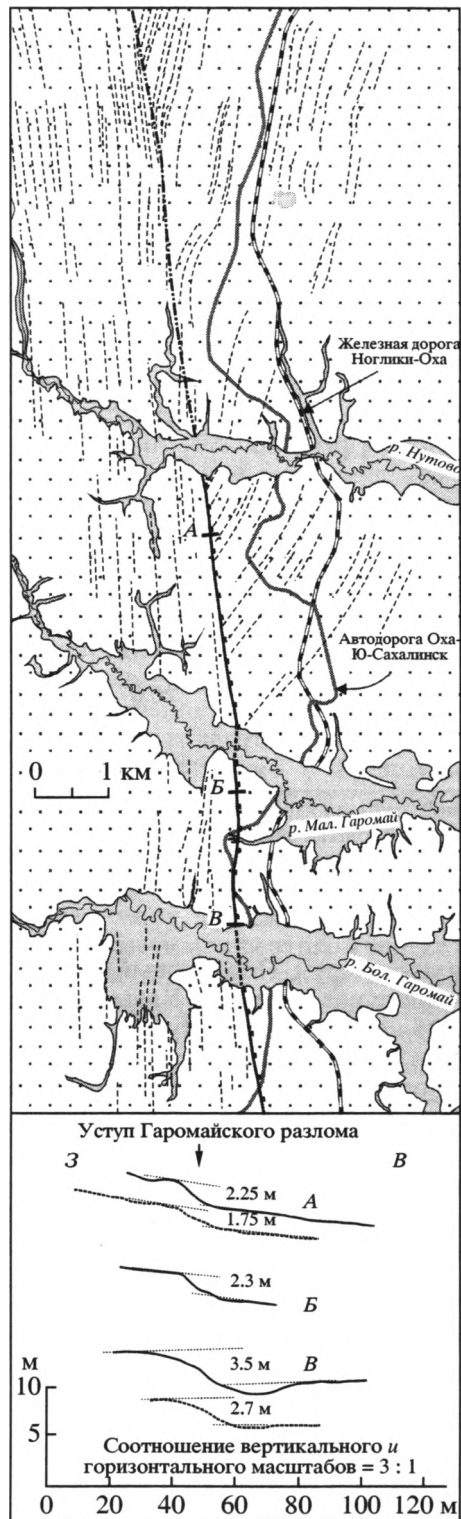 Железная дорога
Ноглики-Оха
р. Нутово
А
Автодорога Оха-
Ю-Сахалинск
0 1 км
Б
р. Мал. Гаромай
В
р. Бол. Гаромай
Уступ Гаромайского разлома
З В
2.25 м А
1.75 м
2.3 м
Б
3.5 м В
м
10
2.7 м
5
Соотношение вертикального и
горизонтального масштабов = 3 : 1
0 20 40 60 80 100 120 м